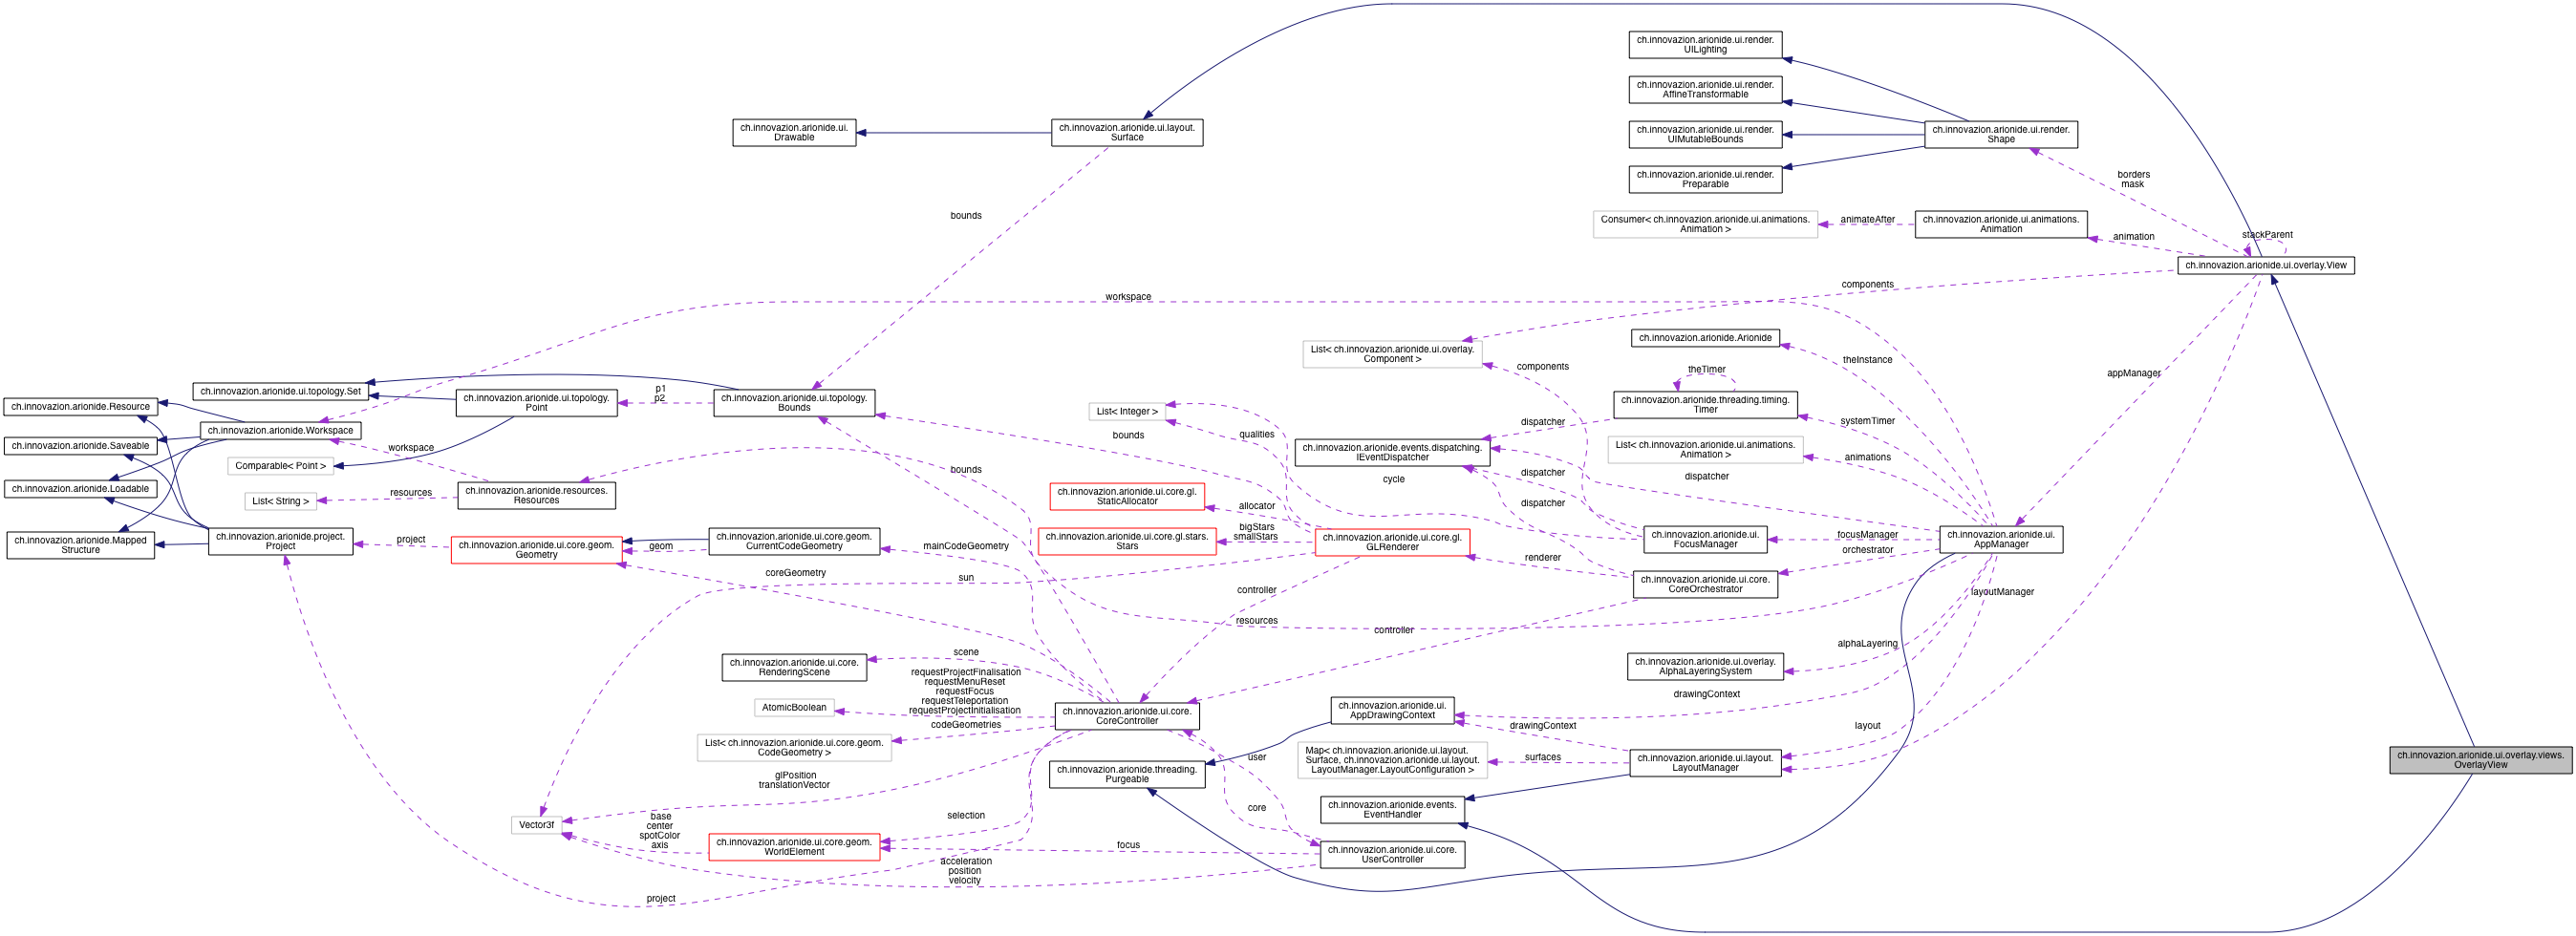 ch.innovazion.arionide.ui.render.
UILighting
ch.innovazion.arionide.ui.render.
AffineTransformable
ch.innovazion.arionide.ui.
Drawable
ch.innovazion.arionide.ui.layout.
Surface
ch.innovazion.arionide.ui.render.
UIMutableBounds
ch.innovazion.arionide.ui.render.
Shape
ch.innovazion.arionide.ui.render.
Preparable
borders
mask
bounds
Consumer< ch.innovazion.arionide.ui.animations.
Animation >
animateAfter
ch.innovazion.arionide.ui.animations.
Animation
animation
stackParent
ch.innovazion.arionide.ui.overlay.View
components
workspace
ch.innovazion.arionide.Arionide
List< ch.innovazion.arionide.ui.overlay.
Component >
theInstance
components
theTimer
appManager
ch.innovazion.arionide.ui.topology.Set
p1
p2
ch.innovazion.arionide.ui.topology.
Point
ch.innovazion.arionide.ui.topology.
Bounds
ch.innovazion.arionide.threading.timing.
Timer
ch.innovazion.arionide.Resource
List< Integer >
systemTimer
dispatcher
ch.innovazion.arionide.Workspace
bounds
qualities
ch.innovazion.arionide.Saveable
workspace
ch.innovazion.arionide.events.dispatching.
IEventDispatcher
List< ch.innovazion.arionide.ui.animations.
Animation >
animations
Comparable< Point >
bounds
dispatcher
dispatcher
cycle
ch.innovazion.arionide.Loadable
resources
List< String >
ch.innovazion.arionide.resources.
Resources
ch.innovazion.arionide.ui.core.gl.
StaticAllocator
allocator
dispatcher
bigStars
smallStars
ch.innovazion.arionide.Mapped
Structure
ch.innovazion.arionide.project.
Project
project
ch.innovazion.arionide.ui.core.geom.
Geometry
geom
ch.innovazion.arionide.ui.core.geom.
CurrentCodeGeometry
mainCodeGeometry
ch.innovazion.arionide.ui.core.gl.stars.
Stars
ch.innovazion.arionide.ui.core.gl.
GLRenderer
ch.innovazion.arionide.ui.
FocusManager
focusManager
orchestrator
ch.innovazion.arionide.ui.
AppManager
renderer
coreGeometry
sun
controller
ch.innovazion.arionide.ui.core.
CoreOrchestrator
layoutManager
resources
controller
alphaLayering
scene
ch.innovazion.arionide.ui.core.
RenderingScene
ch.innovazion.arionide.ui.overlay.
AlphaLayeringSystem
requestProjectFinalisation
requestMenuReset
requestFocus
requestTeleportation
requestProjectInitialisation
drawingContext
AtomicBoolean
ch.innovazion.arionide.ui.core.
CoreController
ch.innovazion.arionide.ui.
AppDrawingContext
codeGeometries
drawingContext
layout
List< ch.innovazion.arionide.ui.core.geom.
CodeGeometry >
user
Map< ch.innovazion.arionide.ui.layout.
Surface, ch.innovazion.arionide.ui.layout.
LayoutManager.LayoutConfiguration >
surfaces
ch.innovazion.arionide.ui.layout.
LayoutManager
ch.innovazion.arionide.ui.overlay.views.
OverlayView
glPosition
translationVector
ch.innovazion.arionide.threading.
Purgeable
core
ch.innovazion.arionide.events.
EventHandler
selection
Vector3f
base
center
spotColor
axis
ch.innovazion.arionide.ui.core.geom.
WorldElement
focus
ch.innovazion.arionide.ui.core.
UserController
acceleration
position
velocity
project